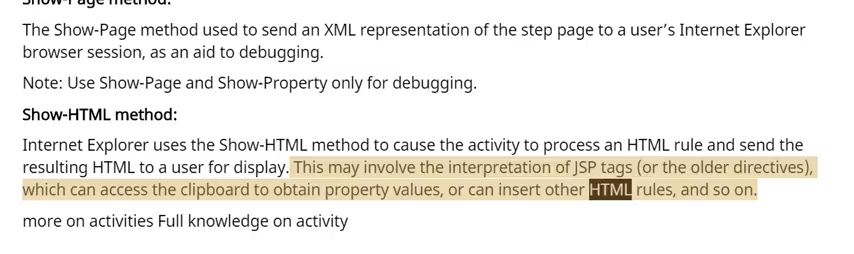 Show-Page method:
The Show-Page method used to send an XML representation of the step page to a user's Internet Explorer
browser session, as an aid to debugging.
Note: Use Show-Page and Show-Property only for debugging.
Show-HTML method:
Internet Explorer uses the Show-HTML method to cause the activity to process an HTML rule and send the
resulting HTML to a user for display. This may involve the interpretation of JSP tags (or the older directives),
which can access the clipboard to obtain property values, or can insert other HTML rules, and so on.
more on activities Full knowledge on activity